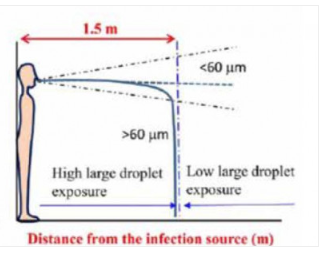 1.5 m
<60 μm
>60 μm
High large droplet
exposure
Low large droplet
exposure
Distance from the infection source (m)